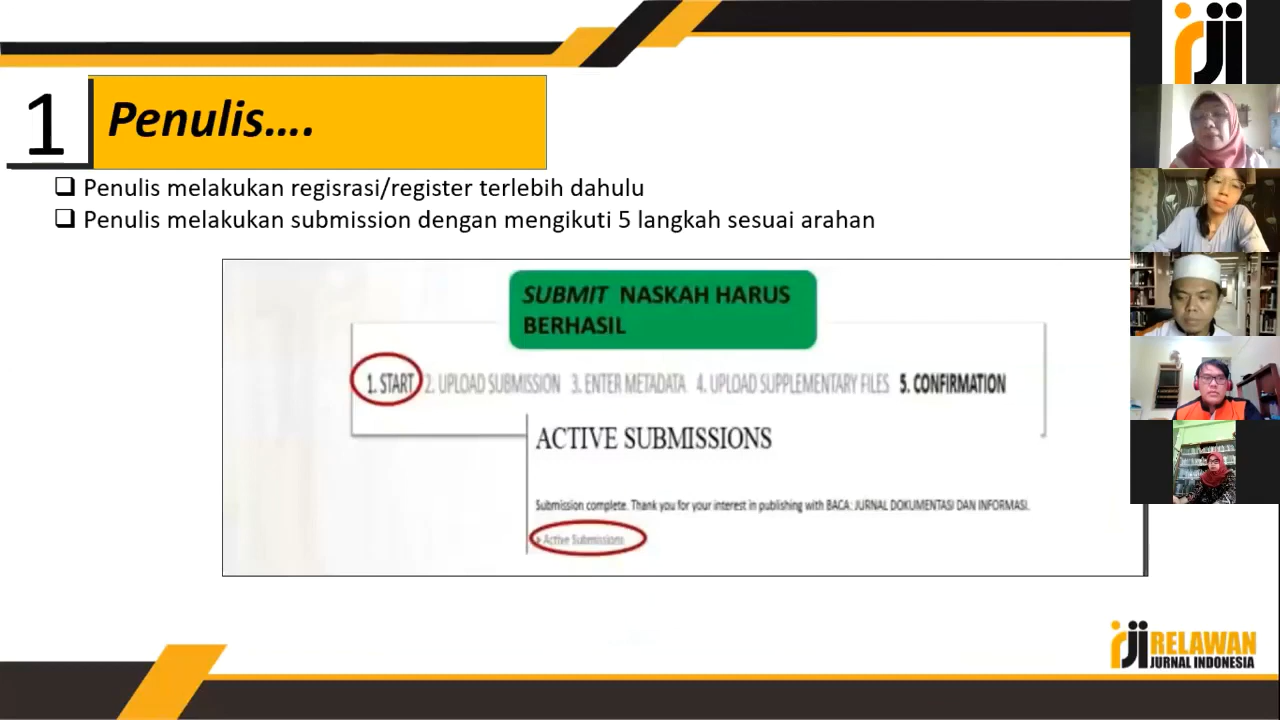 1
Penulis....
Penulis melakukan regisrasi/register terlebih dahulu
Penulis melakukan submission dengan mengikuti 5 langkah sesuai arahan
SUBMIT NASKAH HARUS
BERHASIL
1. START 2. UPLOAD SUBMISSION 3. ENTER METADATA 4. UPLOAD SUPPLEMENTARY FILES 5. CONFIRMATION
ACTIVE SUBMISSIONS
Submission complete. Thank you for your interest in publishing with BACA: JURNAL DOKUMENTASI DAN INFORMASI.
Active Submissions
rji
rji RELAWAN
JURNAL INDONESIA